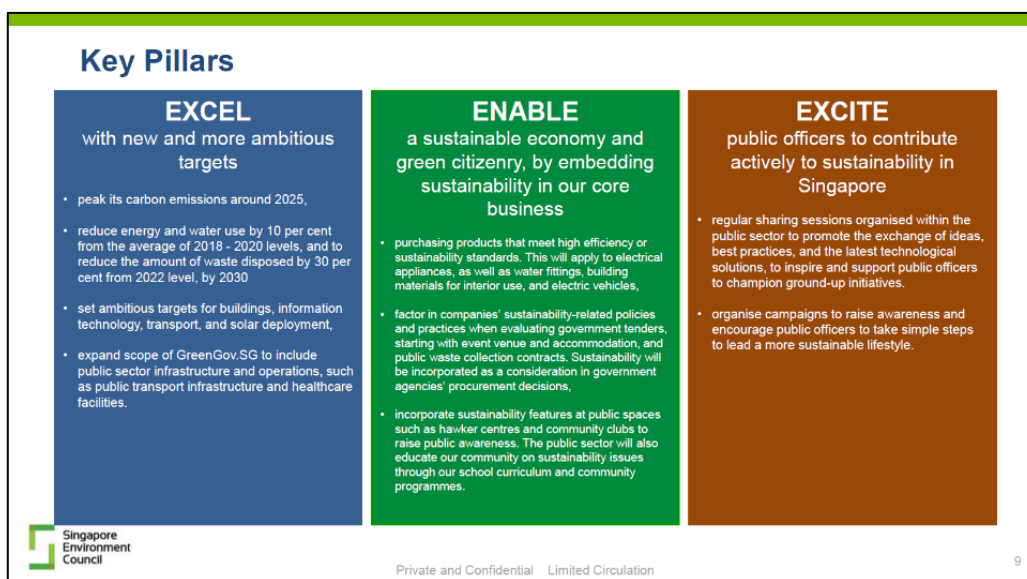 Key Pillars
EXCEL
with new and more ambitious
targets
• peak its carbon emissions around 2025,
• reduce energy and water use by 10 per cent
from the average of 2018 - 2020 levels, and to
reduce the amount of waste disposed by 30 per
cent from 2022 level, by 2030
• set ambitious targets for buildings, information
technology, transport, and solar deployment,
• expand scope of GreenGov.SG to include
public sector infrastructure and operations, such
as public transport infrastructure and healthcare
facilities.
ENABLE
a sustainable economy and
green citizenry, by embedding
sustainability in our core
business
• purchasing products that meet high efficiency or
sustainability standards. This will apply to electrical
appliances, as well as water fittings, building
materials for interior use, and electric vehicles,
• factor in companies' sustainability-related policies
and practices when evaluating government tenders,
starting with event venue and accommodation, and
public waste collection contracts. Sustainability will
be incorporated as a consideration in government
agencies' procurement decisions,
• incorporate sustainability features at public spaces
such as hawker centres and community clubs to
raise public awareness. The public sector will also
educate our community on sustainability issues
through our school curriculum and community
programmes.
EXCITE
public officers to contribute
actively to sustainability in
Singapore
• regular sharing sessions organised within the
public sector to promote the exchange of ideas,
best practices, and the latest technological
solutions, to inspire and support public officers
to champion ground-up initiatives.
• organise campaigns to raise awareness and
encourage public officers to take simple steps
to lead a more sustainable lifestyle.
Singapore
Environment
Council
Private and Confidential Limited Circulation
9